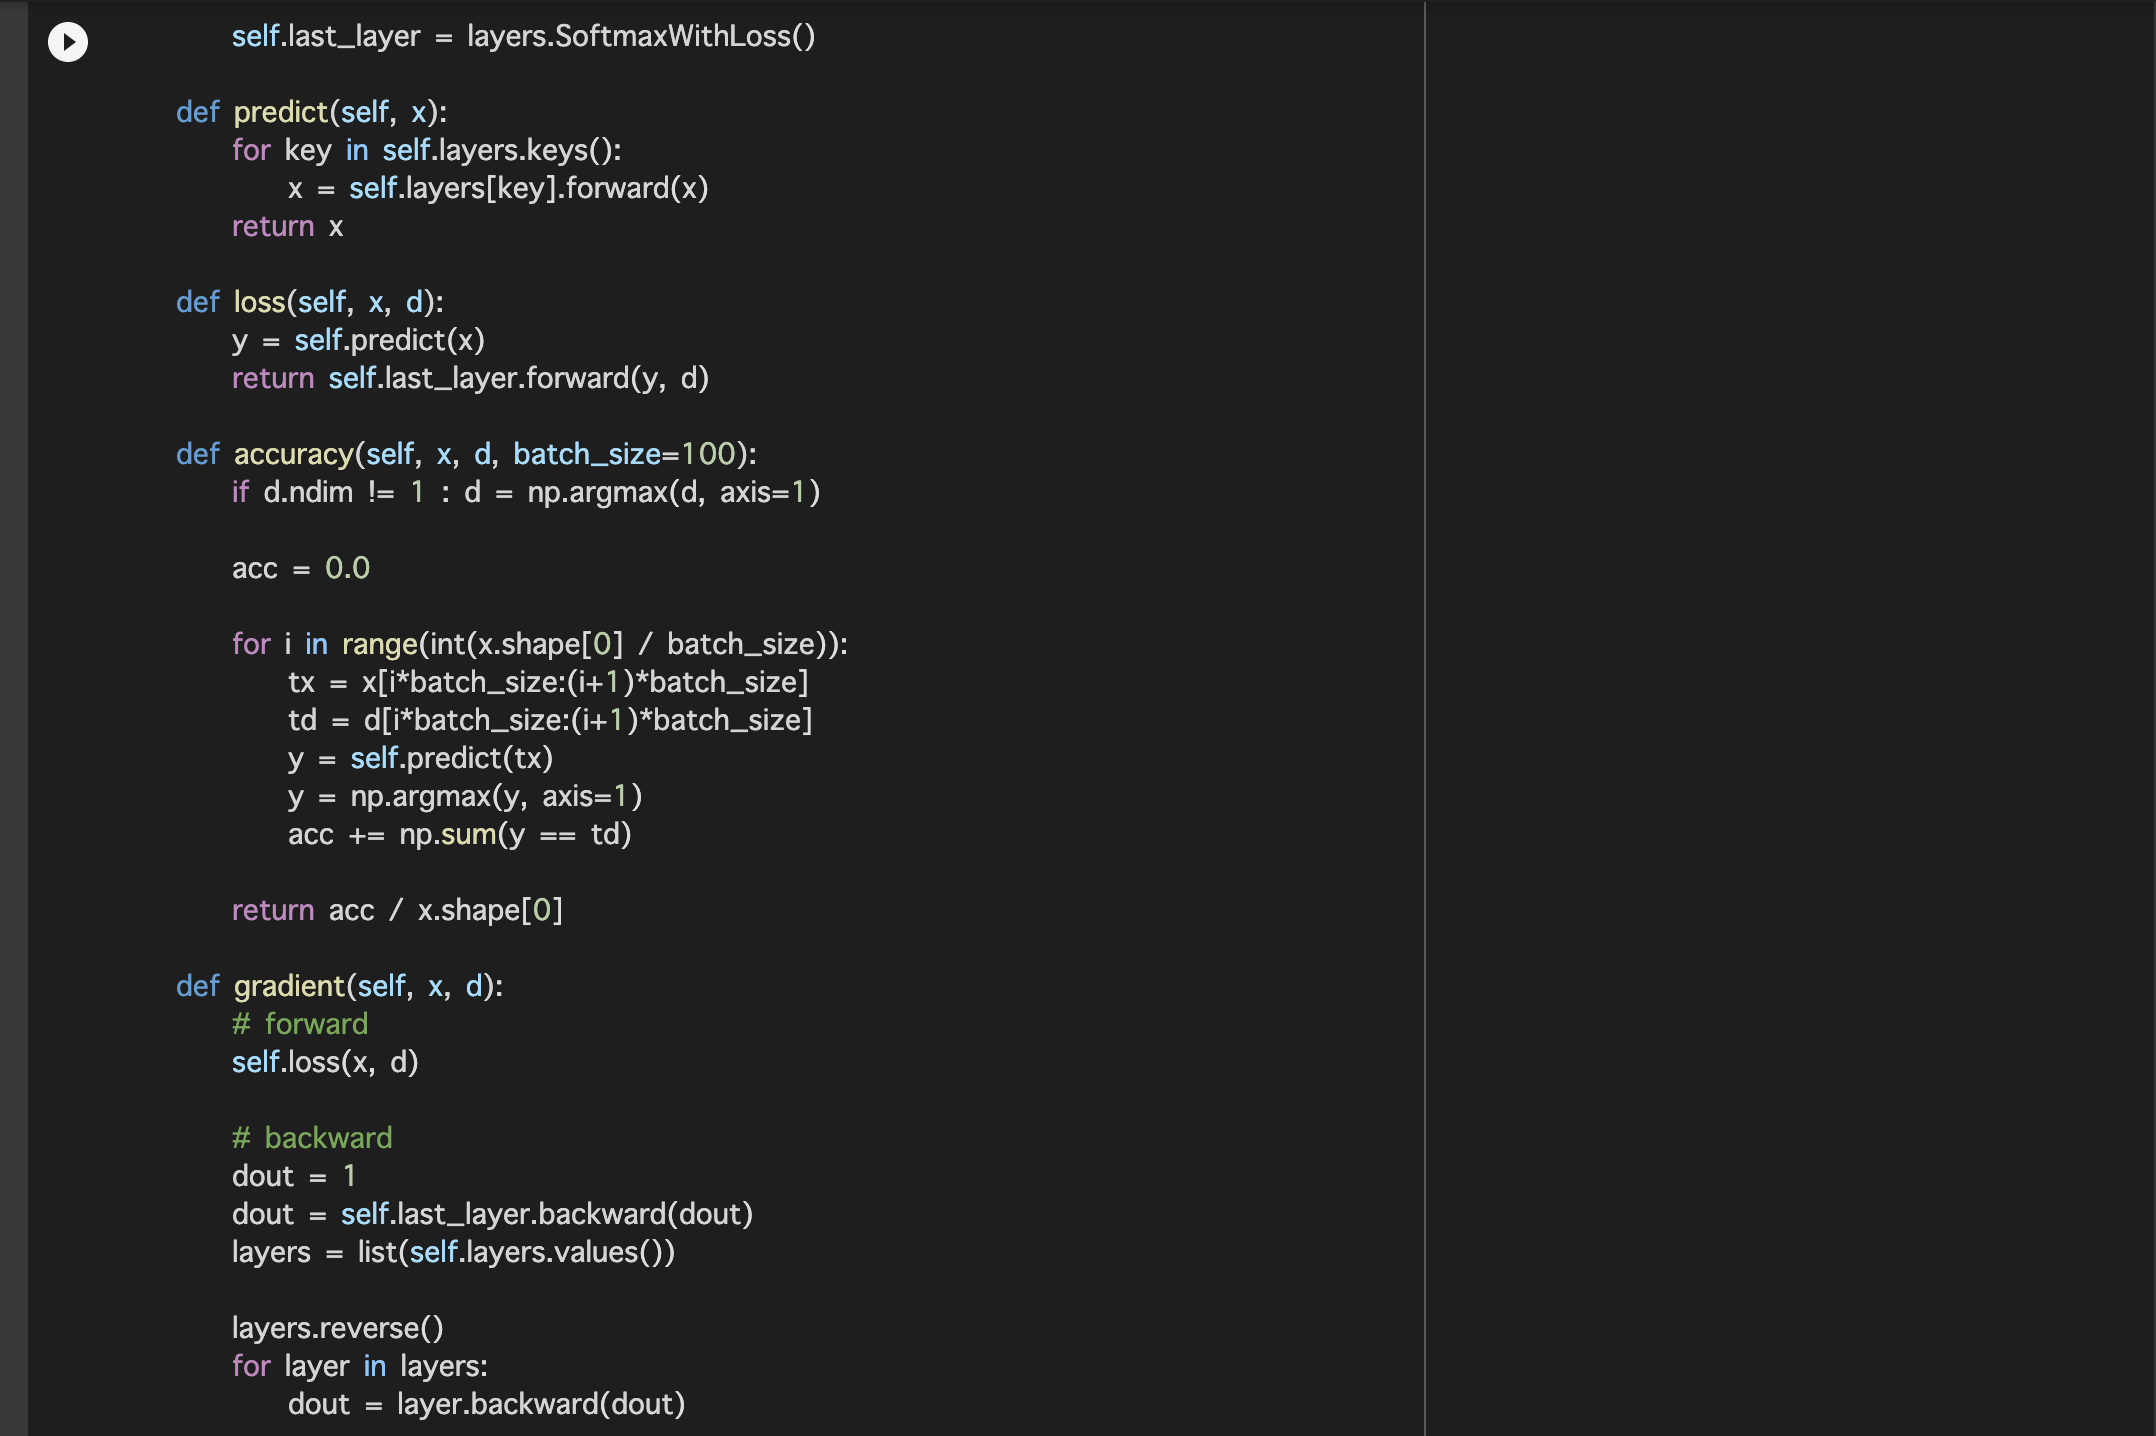 self.last_layer = layers.SoftmaxWithLoss()
def predict(self, x):
for key in self.layers.keys():
x = self.layers[key].forward(x)
return x
def loss(self, x, d):
y = self.predict(x)
return self.last_layer.forward(y, d)
def accuracy(self, x, d, batch_size=100):
if d.ndim != 1 : d = np.argmax(d, axis=1)
acc = 0.0
for i in range(int(x.shape[0] / batch_size)):
tx = x[i*batch_size:(i+1)*batch_size]
td = d[i*batch_size:(i+1)*batch_size]
y = self.predict(tx)
y = np.argmax(y, axis=1)
acc += np.sum(y == td)
return acc / x.shape[0]
def gradient(self, x, d):
# forward
self.loss(x, d)
# backward
dout = 1
dout = self.last_layer.backward(dout)
layers = list(self.layers.values())
layers.reverse()
for layer in layers:
dout = layer.backward(dout)